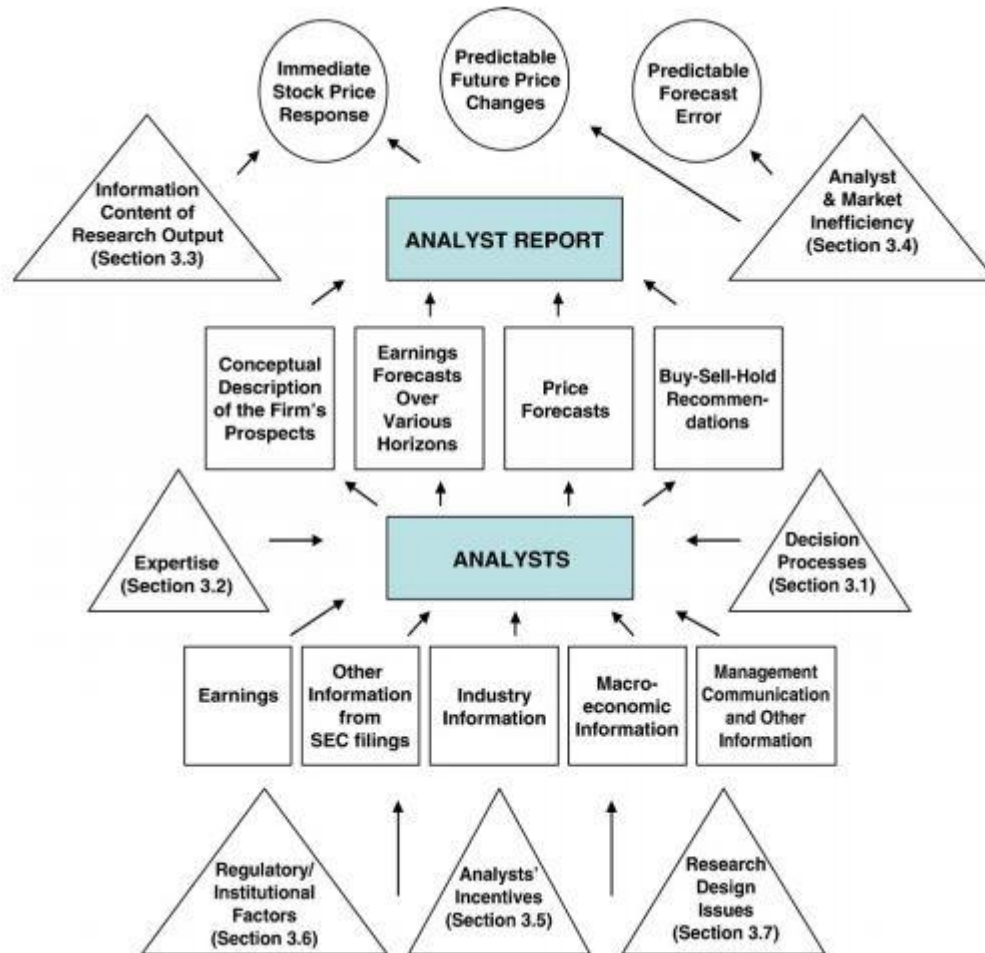 Immediate
Stock Price
Response
Predictable
Future Price
Changes
Predictable
Forecast
Error
Information
Content of
Research Output
(Section 3.3)
Analyst
& Market
Inefficiency
(Section 3.4)
ANALYST REPORT
Conceptual
Description
of the Firm's
Prospects
Earnings
Forecasts
Over
Various
Horizons
Price
Forecasts
Buy-Sell-Hold
Recommen-
dations
Expertise
(Section 3.2)
ANALYSTS
Decision
Processes
(Section 3.1)
Earnings
Other
Information
from
SEC filings
Industry
Information
Macro-
economic
Information
Management
Communication
and Other
Information
Regulatory/
Institutional
Factors
(Section 3.6)
Analysts'
Incentives
(Section 3.5)
Research
Design
Issues
(Section 3.7)